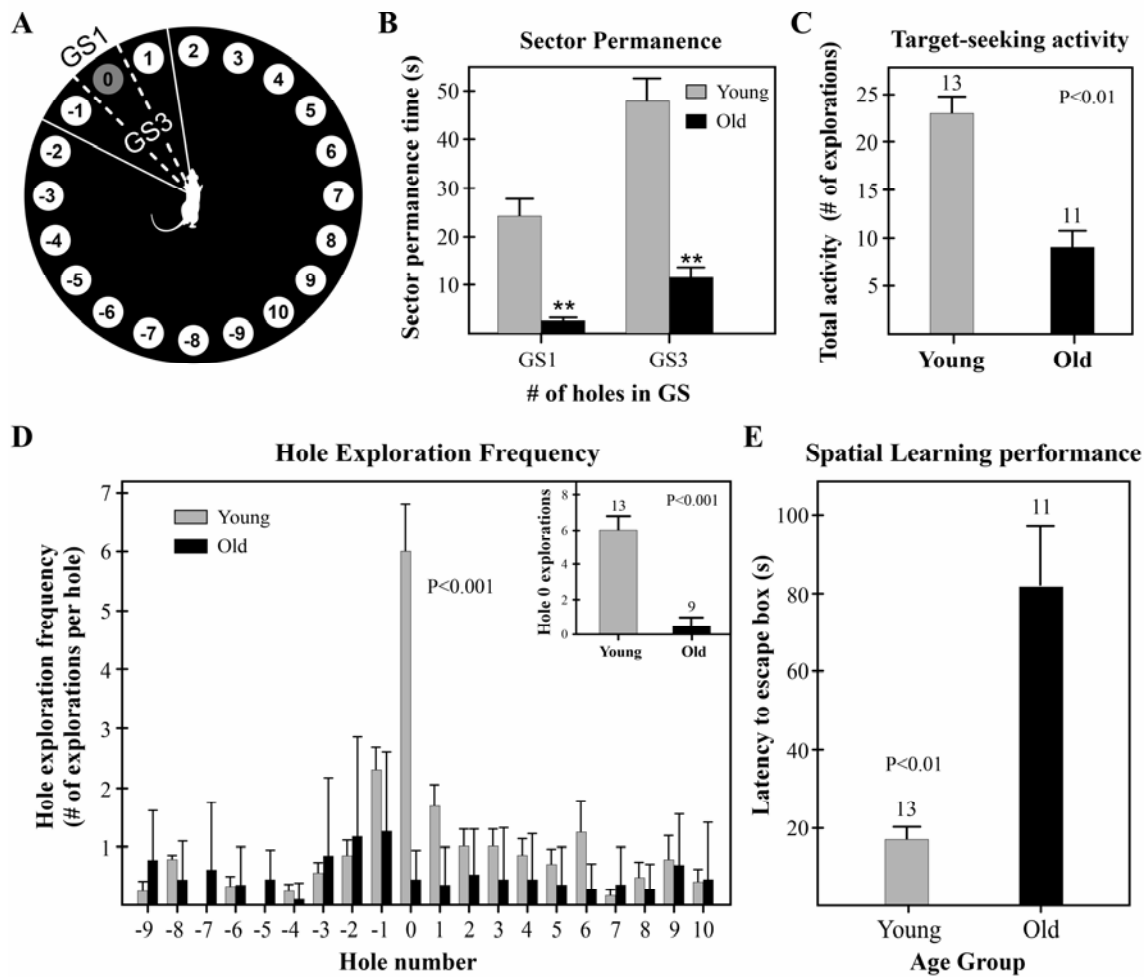 A
GS1
GS3
0
1
2
3
4
5
6
7
8
9
10
-9
-8
-7
-6
-5
-4
-3
-2
-1
B
Sector Permanence
Sector permanence time (s)
50
40
30
20
10
Young
Old
**
**
GS1 GS3
# of holes in GS
C
Target-seeking activity
Total activity (# of explorations)
25
20
15
10
5
13
P<0.01
11
Young Old
D
Hole Exploration Frequency
Hole exploration frequency
(# of explorations per hole)
7
6
5
4
3
2
1
Young
Old
P<0.001
Hole 0 explorations
8
6
4
2
0
13
P<0.001
9
Young Old
-9 -8 -7 -6 -5 -4 -3 -2 -1 0 1 2 3 4 5 6 7 8 9 10
Hole number
E
Spatial Learning performance
Latency to escape box (s)
100
80
60
40
20
11
P<0.01
13
Young Old
Age Group